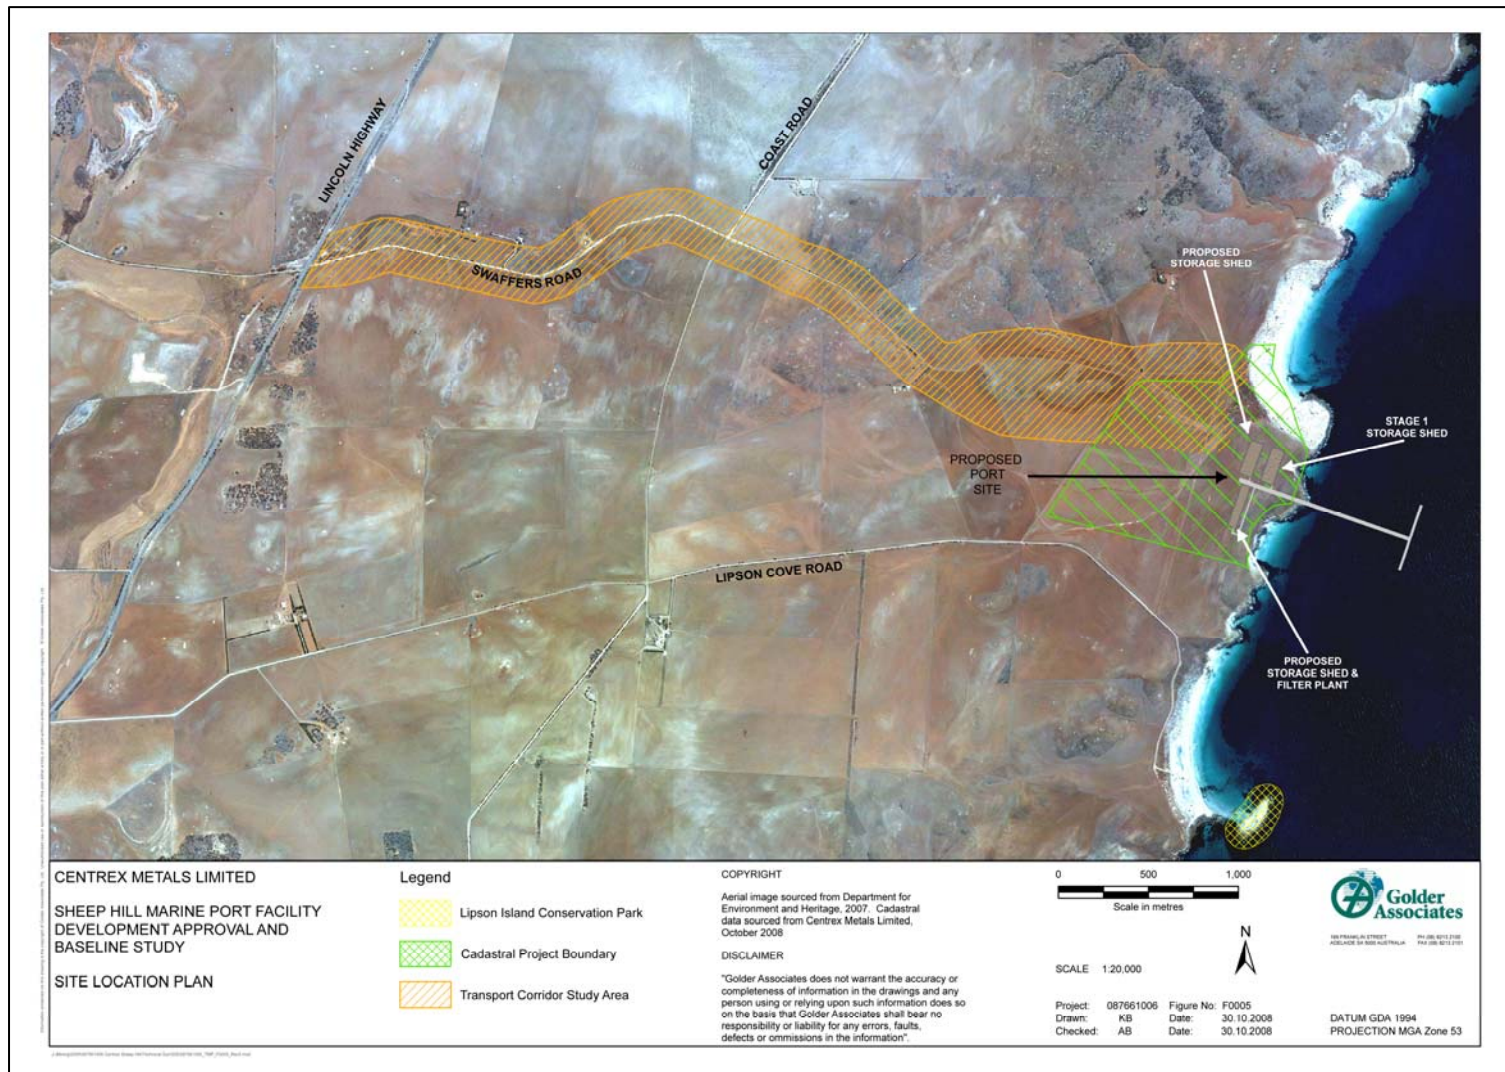 LINCOLN HIGHWAY
COAST ROAD
SWAFFERS ROAD
PROPOSED
STORAGE SHED
STAGE 1
STORAGE SHED
PROPOSED
PORT
SITE
LIPSON COVE ROAD
PROPOSED
STORAGE SHED &
FILTER PLANT
CENTREX METALS LIMITED
SHEEP HILL MARINE PORT FACILITY
DEVELOPMENT APPROVAL AND
BASELINE STUDY
SITE LOCATION PLAN
Legend
Lipson Island Conservation Park
Cadastral Project Boundary
Transport Corridor Study Area
COPYRIGHT
Aerial image sourced from Department for
Environment and Heritage, 2007. Cadastral
data sourced from Centrex Metals Limited,
October 2008
DISCLAIMER
"Golder Associates does not warrant the accuracy or
completeness of information in the drawings and any
person using or relying upon such information does so
on the basis that Golder Associates shall bear no
responsibility or liability for any errors, faults,
defects or ommissions in the information".
0 500 1,000
Scale in metres
N
SCALE 1:20,000
Project: 087661006 Figure No: F0005
Drawn: KB Date: 30.10.2008
Checked: AB Date: 30.10.2008
Golder
Associates
FRANKLIN STREET
ADELAIDE SA 5000 AUSTRALIA
DATUM GDA 1994
PROJECTION MGA Zone 53